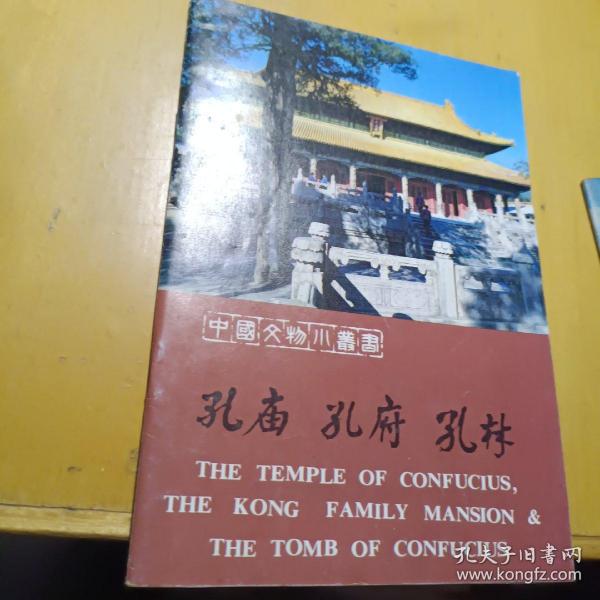 中國文物小叢書
孔庙 孔府 孔林
THE TEMPLE OF CONFUCIUS,
THE KONG FAMILY MANSION &
THE TOMB OF CONFUCIUS
孔夫子旧书网
www.kongfz.com